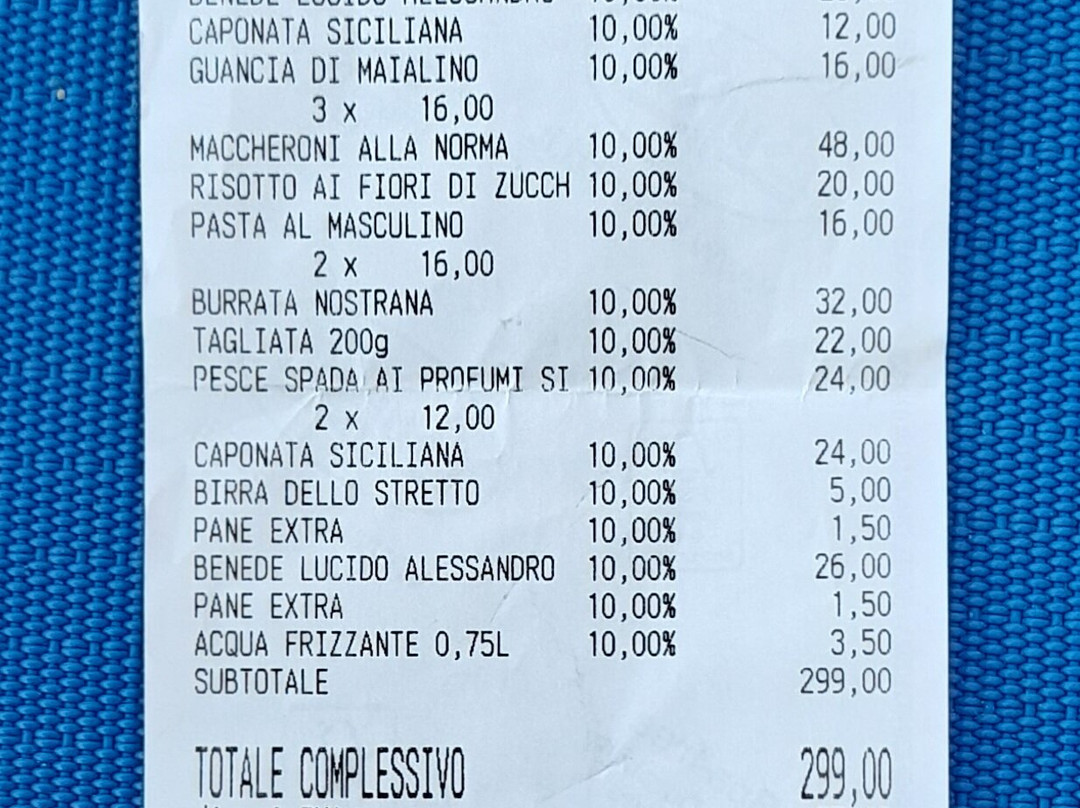 CAPONATA SICILIANA 10,00% 12,00
GUANCIA DI MAIALINO 10,00% 16,00
3 x 16,00
MACCHERONI ALLA NORMA 10,00% 48,00
RISOTTO AI FIORI DI ZUCCH 10,00% 20,00
PASTA AL MASCULINO 10,00% 16,00
2 x 16,00
BURRATA NOSTRANA 10,00% 32,00
TAGLIATA 200g 10,00% 22,00
PESCE SPADA AI PROFUMI SI 10,00% 24,00
2 x 12,00
CAPONATA SICILIANA 10,00% 24,00
BIRRA DELLO STRETTO 10,00% 5,00
PANE EXTRA 10,00% 1,50
BENEDE LUCIDO ALESSANDRO 10,00% 26,00
PANE EXTRA 10,00% 1,50
ACQUA FRIZZANTE 0,75L 10,00% 3,50
SUBTOTALE 299,00
TOTALE COMPLESSIVO 299,00